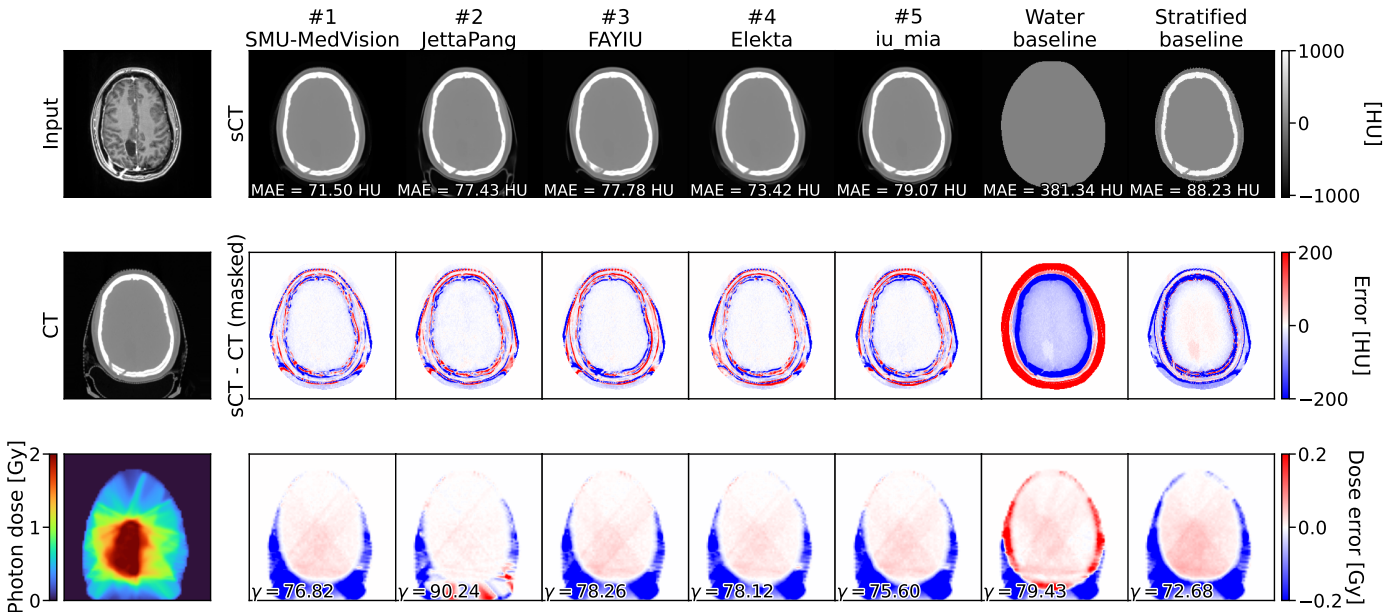 #1
SMU-MedVision
#2
JettaPang
#3
FAYIU
#4
Elekta
#5
iu_mia
Water
baseline
Stratified
baseline
Input
sCT
MAE = 71.50 HU
MAE = 77.43 HU
MAE = 77.78 HU
MAE = 73.42 HU
MAE = 79.07 HU
MAE = 381.34 HU
MAE = 88.23 HU
1000
0
−1000
[HU]
CT
sCT - CT (masked)
200
0
−200
Error [HU]
Photon dose [Gy]
2
1
0
γ = 76.82
γ = 90.24
γ = 78.26
γ = 78.12
γ = 75.60
γ = 79.43
γ = 72.68
0.2
0.0
−0.2
Dose error [Gy]